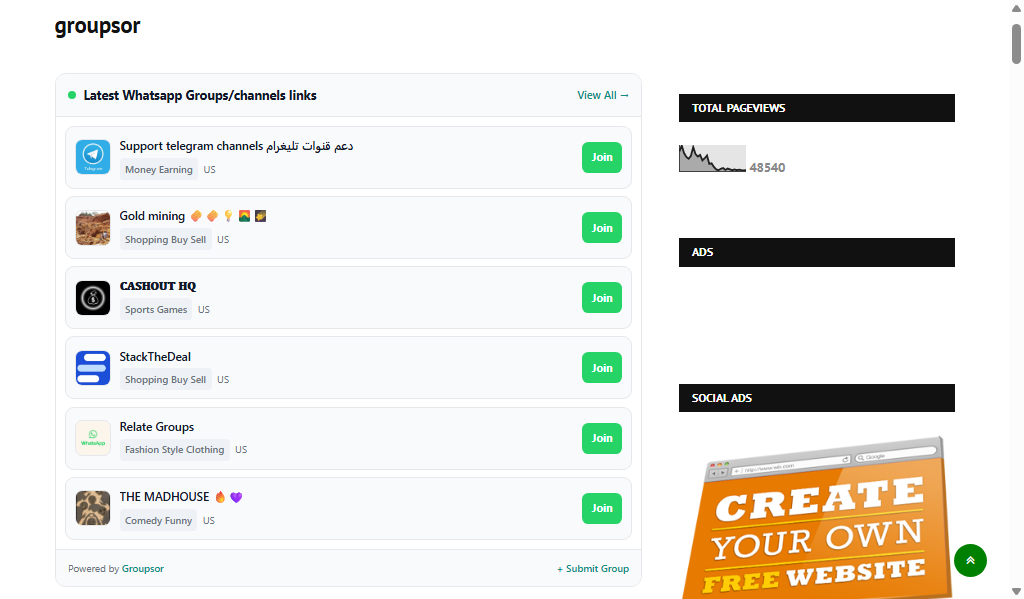 groupsor
Latest Whatsapp Groups/channels links
View All →
Support telegram channels دعم قنوات تليغرام
Money Earning US
Join
Gold mining
Shopping Buy Sell US
Join
CASHOUT HQ
Sports Games US
Join
StackTheDeal
Shopping Buy Sell US
Join
Relate Groups
Fashion Style Clothing US
Join
WhatsApp
THE MADHOUSE 🔥 💜
Comedy Funny US
Join
Powered by Groupsor
+ Submit Group
TOTAL PAGEVIEWS
48540
ADS
SOCIAL ADS
Google
CREATE
YOUR OWN
FREE WEBSITE